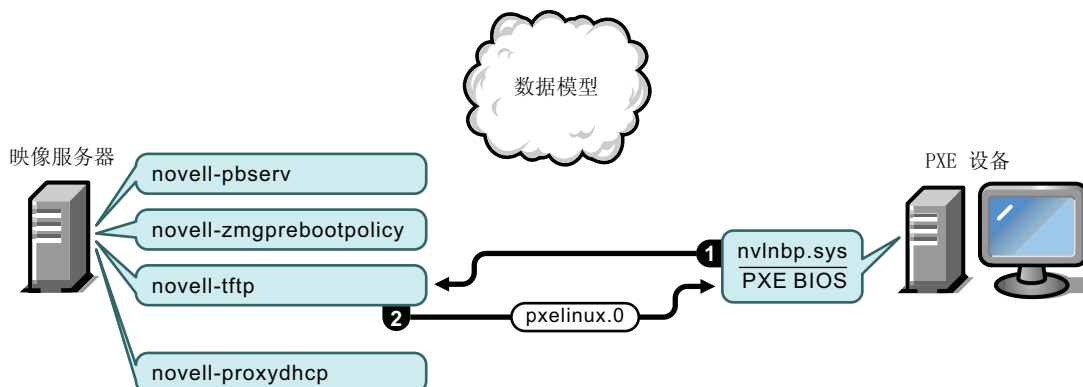 数据模型
映像服务器
PXE 设备
novell-pbserv
novell-zmgprebootpolicy
novell-tftp
novell-proxydhcp
1
nvlnbp.sys
PXE BIOS
2
pxelinux.0